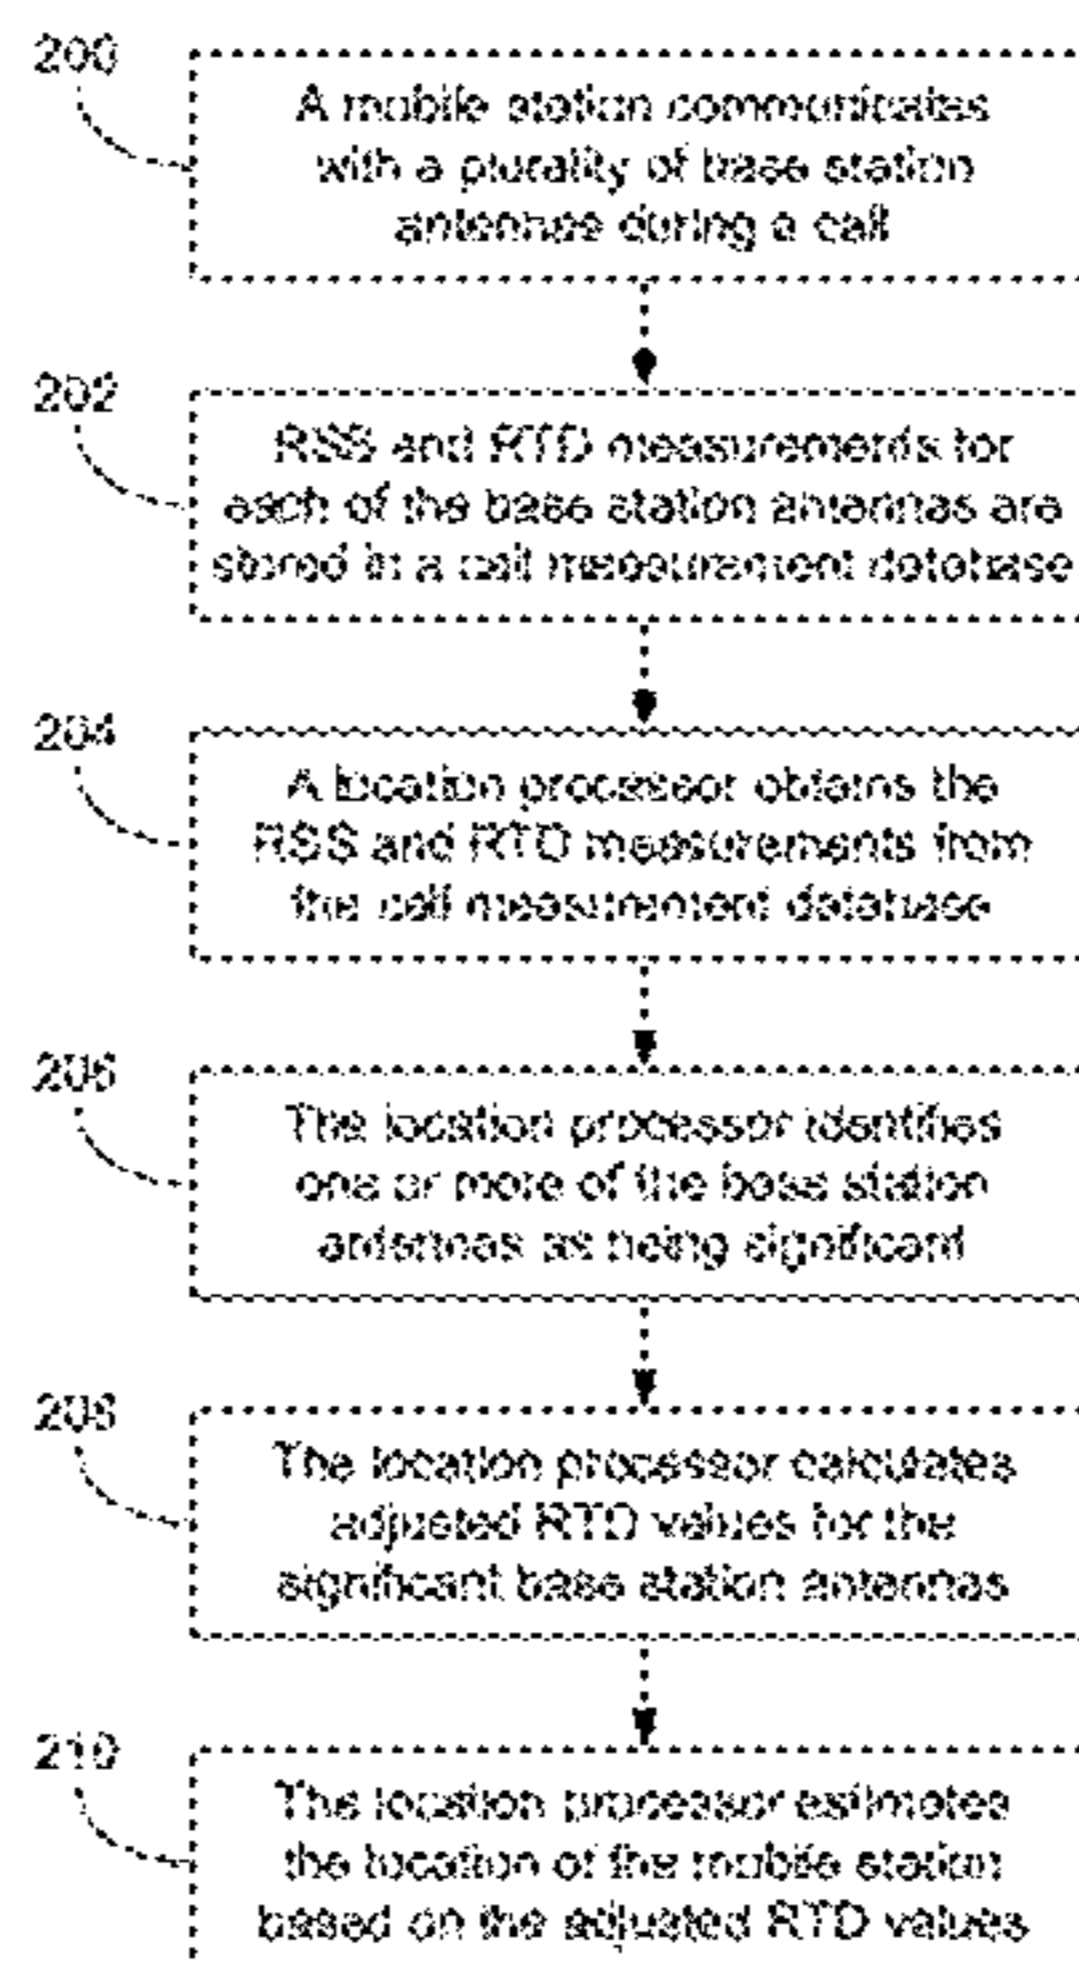 200
A mobile station communicates
with a plurality of base station
antennas during a call
202
RSS and RTD measurements for
each of the base station antennas are
stored in a call measurement database
204
A location processor obtains the
RSS and RTD measurements from
the call measurement database
206
The location processor identifies
one or more of the base station
antennas as being significant
208
The location processor calculates
adjusted RTD values for the
significant base station antennas
210
The location processor estimates
the location of the mobile station
based on the adjusted RTD values